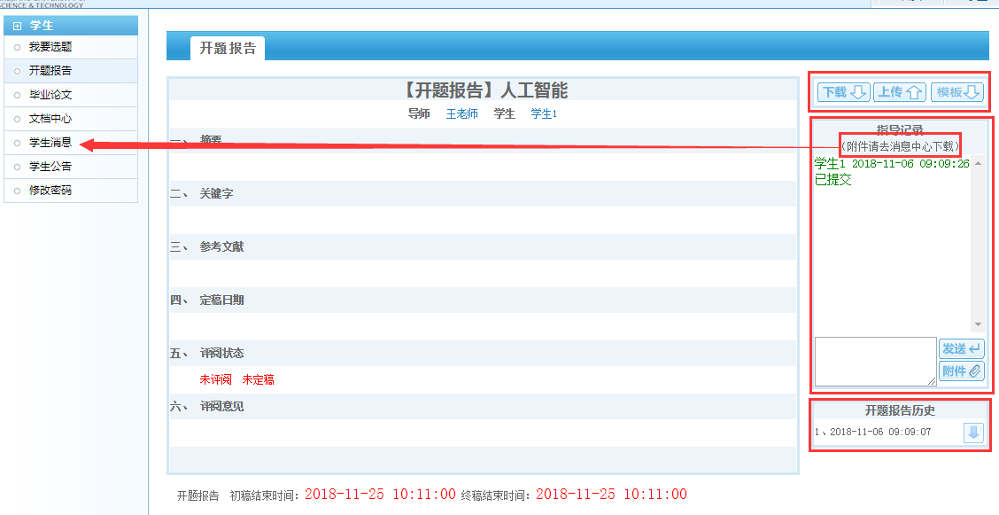 SCIENCE & TECHNOLOGY
学生
我要选题
开题报告
毕业论文
文档中心
学生消息
学生公告
修改密码
开题报告
【开题报告】人工智能
导师 王老师 学生 学生1
一、 摘要
二、 关键字
三、 参考文献
四、 定稿日期
五、 评阅状态
未评阅 未定稿
六、 评阅意见
开题报告 初稿结束时间：2018-11-25 10:11:00 终稿结束时间：2018-11-25 10:11:00
下载 上传 模板
指导记录
(附件请去消息中心下载)
学生1 2018-11-06 09:09:26
已提交
发送
附件
开题报告历史
1、2018-11-06 09:09:07